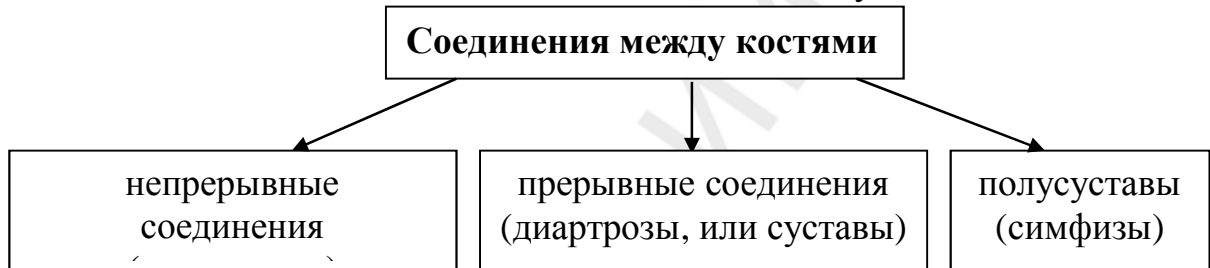 Соединения между костями
непрерывные
соединения
прерывные соединения
(диартрозы, или суставы)
полусуставы
(симфизы)